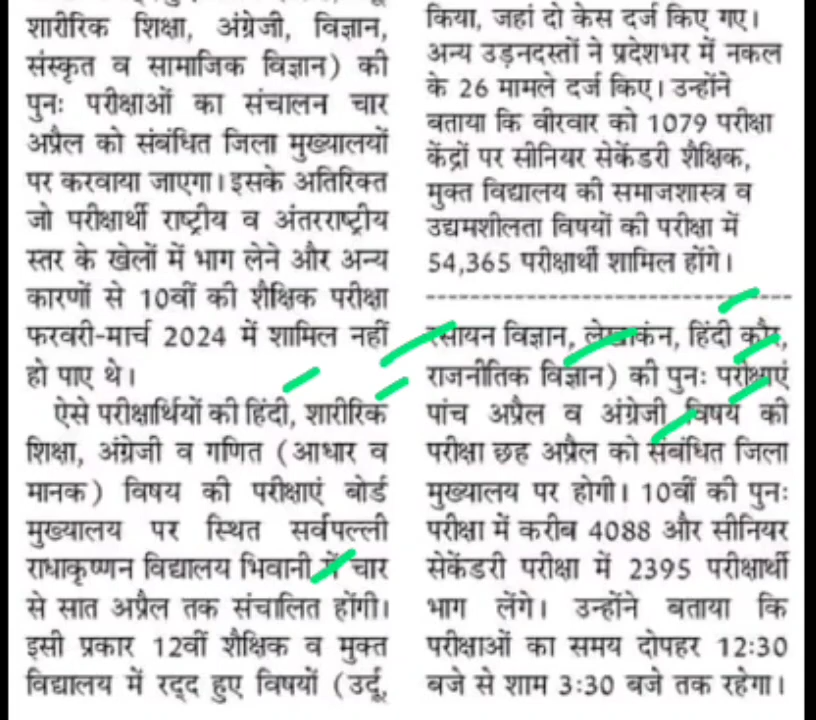 शारीरिक शिक्षा, अंग्रेजी, विज्ञान,
संस्कृत व सामाजिक विज्ञान) की
पुनः परीक्षाओं का संचालन चार
अप्रैल को संबंधित जिला मुख्यालयों
पर करवाया जाएगा। इसके अतिरिक्त
जो परीक्षार्थी राष्ट्रीय व अंतरराष्ट्रीय
स्तर के खेलों में भाग लेने और अन्य
कारणों से 10वीं की शैक्षिक परीक्षा
फरवरी-मार्च 2024 में शामिल नहीं
हो पाए थे।
ऐसे परीक्षार्थियों की हिंदी, शारीरिक
शिक्षा, अंग्रेजी व गणित (आधार व
मानक) विषय की परीक्षाएं बोर्ड
मुख्यालय पर स्थित सर्वपल्ली
राधाकृष्णन विद्यालय भिवानी में चार
से सात अप्रैल तक संचालित होंगी।
इसी प्रकार 12वीं शैक्षिक व मुक्त
विद्यालय में रद्द हुए विषयों (उर्दू,
किया, जहां दो केस दर्ज किए गए।
अन्य उड़नदस्तों ने प्रदेशभर में नकल
के 26 मामले दर्ज किए। उन्होंने
बताया कि वीरवार को 1079 परीक्षा
केंद्रों पर सीनियर सेकेंडरी शैक्षिक,
मुक्त विद्यालय की समाजशास्त्र व
उद्यमशीलता विषयों की परीक्षा में
54,365 परीक्षार्थी शामिल होंगे।
रसायन विज्ञान, लेखाकंन, हिंदी कौर,
राजनीतिक विज्ञान) की पुनः परीक्षाएं
पांच अप्रैल व अंग्रेजी विषय की
परीक्षा छह अप्रैल को संबंधित जिला
मुख्यालय पर होगी। 10वीं की पुनः
परीक्षा में करीब 4088 और सीनियर
सेकेंडरी परीक्षा में 2395 परीक्षार्थी
भाग लेंगे। उन्होंने बताया कि
परीक्षाओं का समय दोपहर 12:30
बजे से शाम 3:30 बजे तक रहेगा।